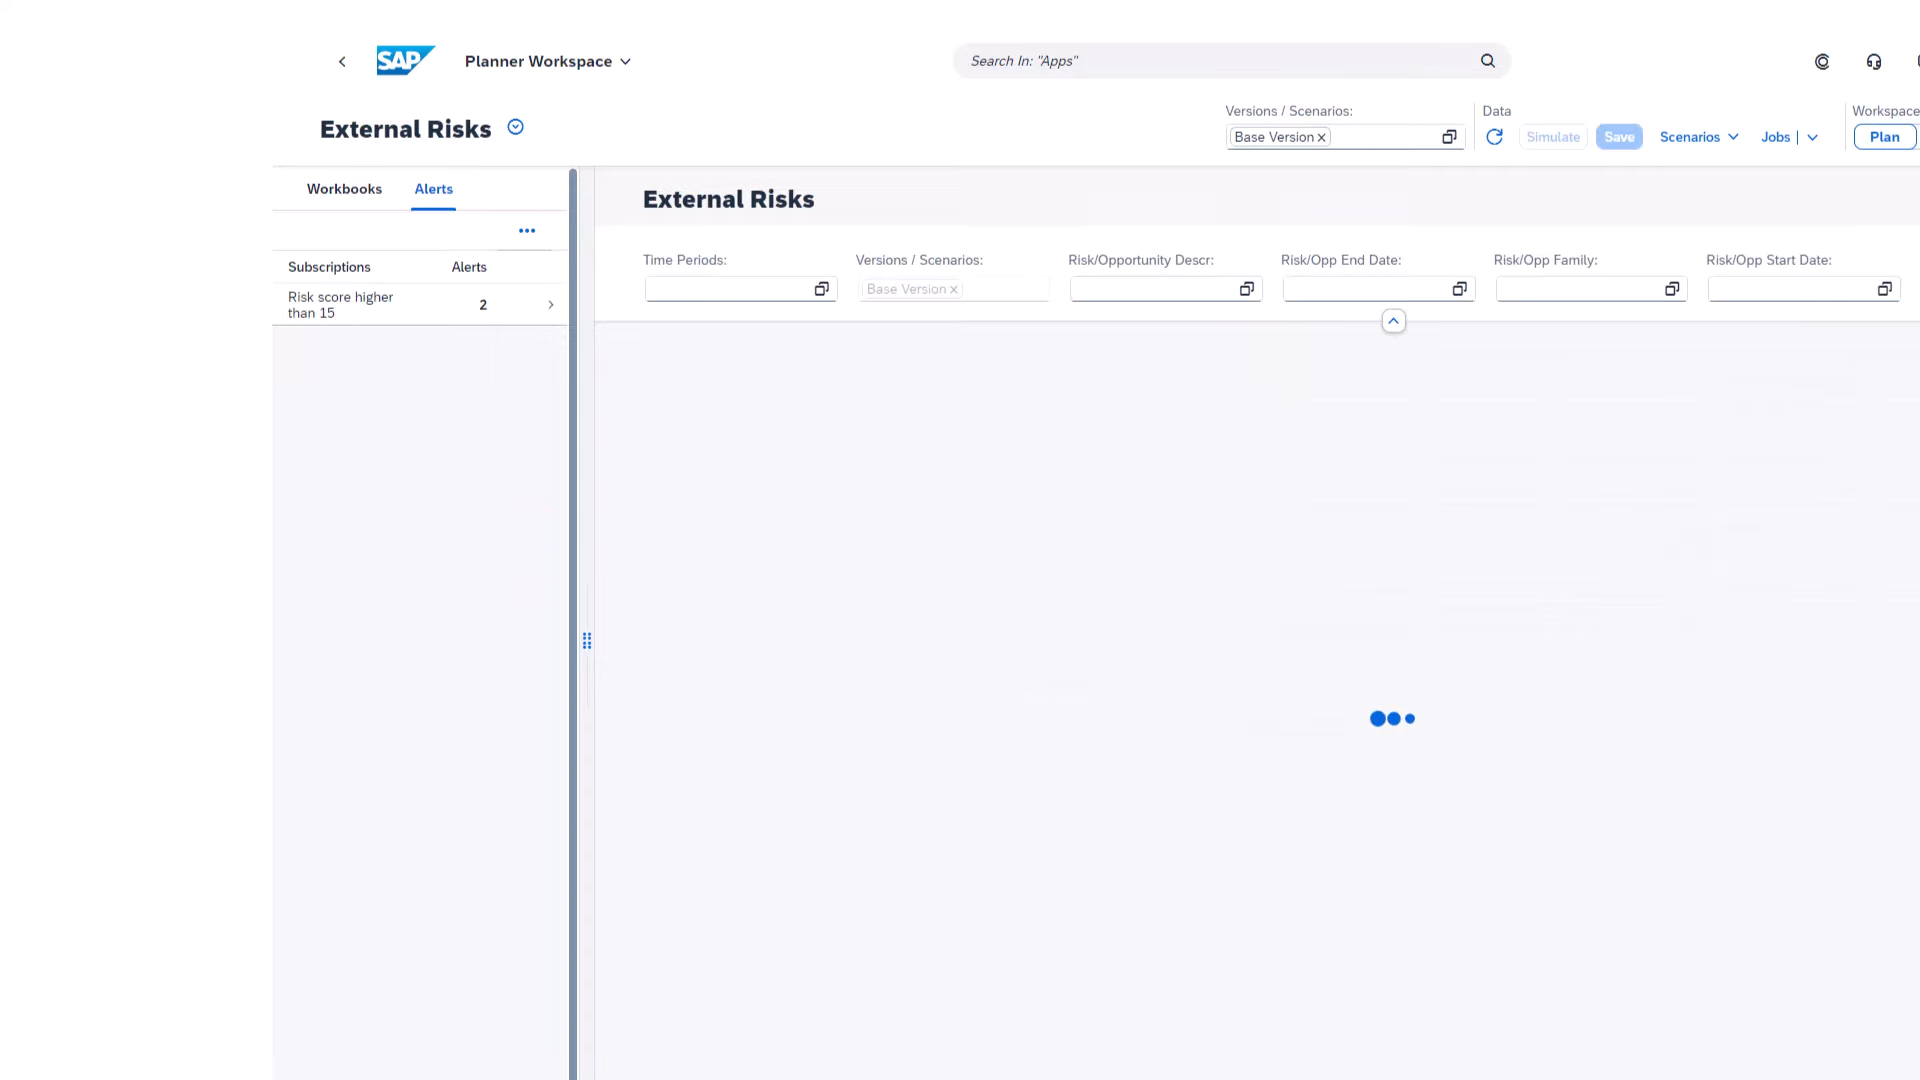 SAP
Planner Workspace
Search In: "Apps"
External Risks
Versions / Scenarios:
Base Version
Data
Simulate
Save
Scenarios
Jobs
Workspace
Plan
Workbooks
Alerts
Subscriptions
Alerts
Risk score higher
than 15
2
External Risks
Time Periods:
Versions / Scenarios:
Base Version
Risk/Opportunity Descr:
Risk/Opp End Date:
Risk/Opp Family:
Risk/Opp Start Date: